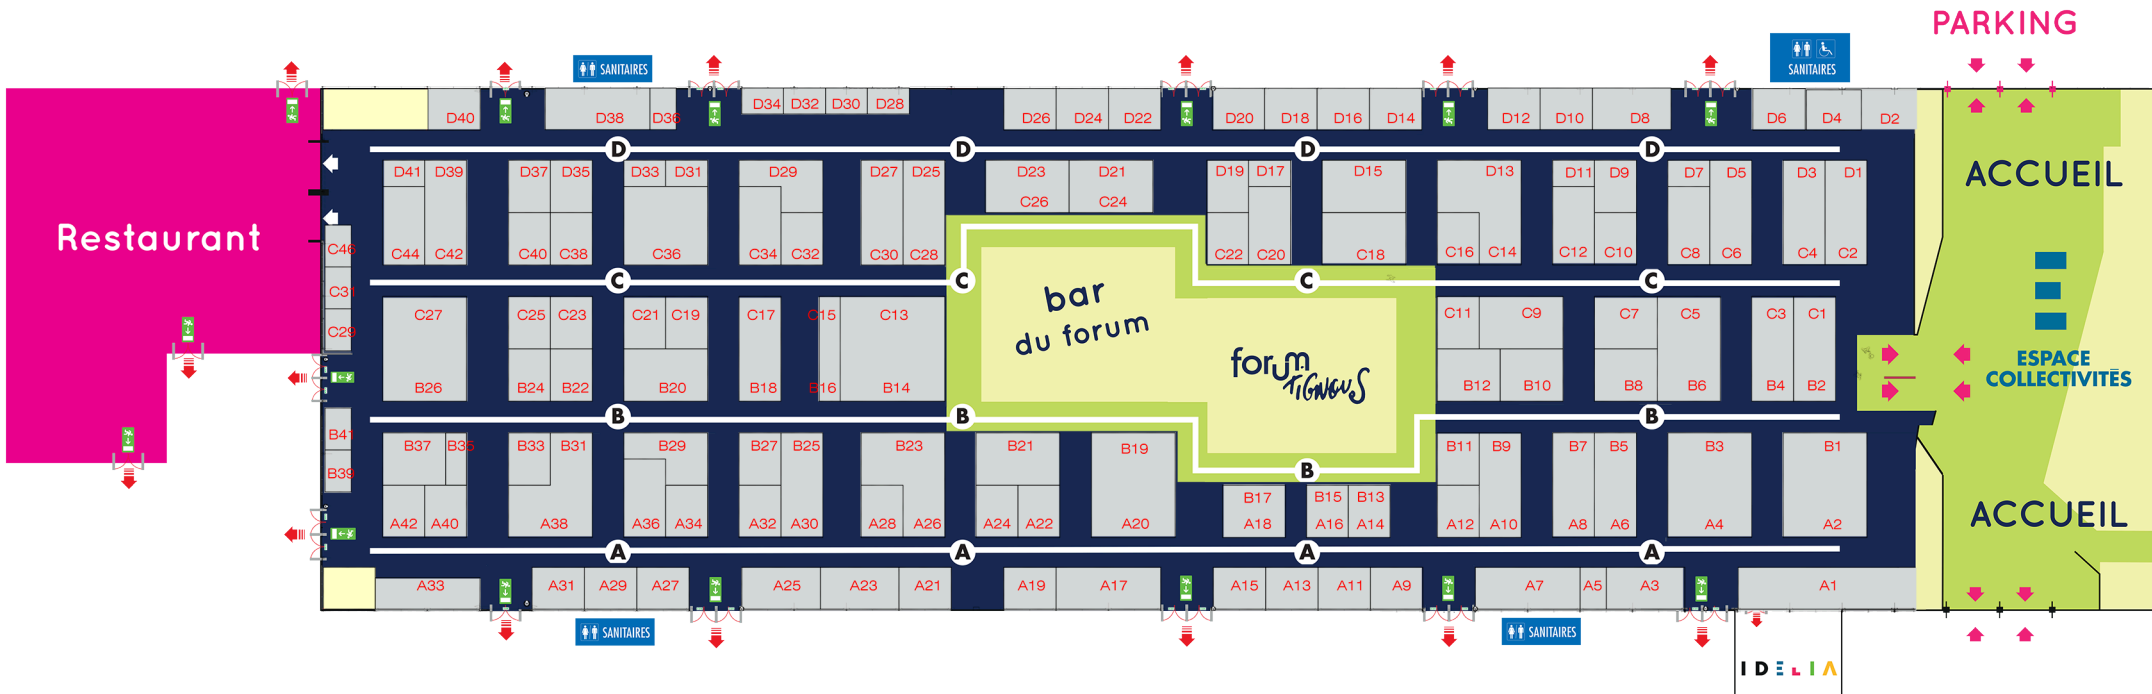 PARKING
SANITAIRES
SANITAIRES
D34 D32 D30 D28
D40 D38 D36 D26 D24 D22 D20 D18 D16 D14 D12 D10 D8 D6 D4 D2
D D D D
D41 D39 D37 D35 D33 D31 D29 D27 D25 D23 D21 D19 D17 D15 D13 D11 D9 D7 D5 D3 D1
ACCUEIL
C26 C24
Restaurant
C46
C44 C42 C40 C38 C36 C34 C32 C30 C28 C22 C20 C18 C16 C14 C12 C10 C8 C6 C4 C2
C C C C
C31
bar
du forum
C27 C25 C23 C21 C19 C17 C15 C13 C11 C9 C7 C5 C3 C1
C29
forum
TIGNOUS
ESPACE
COLLECTIVITÉS
B26 B24 B22 B20 B18 B16 B14 B12 B10 B8 B6 B4 B2
B B B
B41
B37 B35 B33 B31 B29 B27 B25 B23 B21 B19 B11 B9 B7 B5 B3 B1
B39
B
B17 B15 B13
A42 A40 A38 A36 A34 A32 A30 A28 A26 A24 A22 A20 A18 A16 A14 A12 A10 A8 A6 A4 A2
ACCUEIL
A A A A
A33 A31 A29 A27 A25 A23 A21 A19 A17 A15 A13 A11 A9 A7 A5 A3 A1
SANITAIRES
SANITAIRES
IDELIA